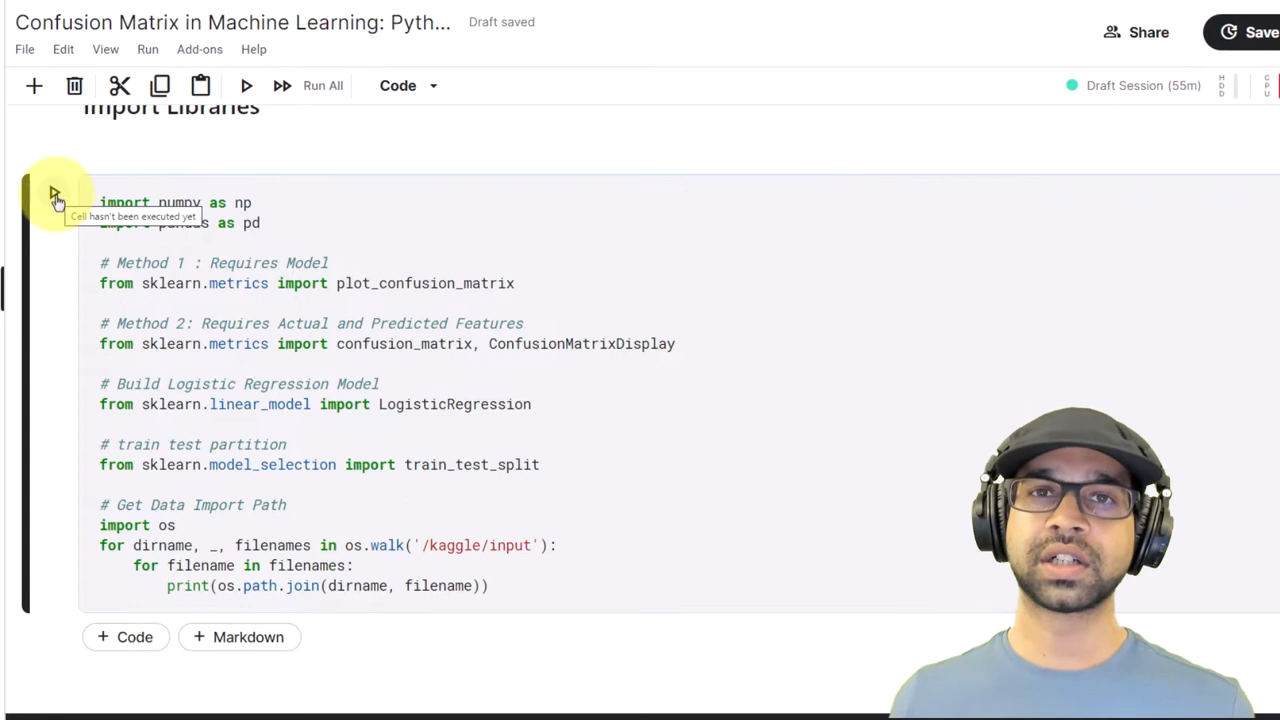 Confusion Matrix in Machine Learning: Pyth...
Draft saved
File Edit View Run Add-ons Help
Share
Save
Run All
Code
Draft Session (55m)
HDD
CPU
Import Libraries
import numpy as np
Cell hasn't been executed yet
import pandas as pd
# Method 1 : Requires Model
from sklearn.metrics import plot_confusion_matrix
# Method 2: Requires Actual and Predicted Features
from sklearn.metrics import confusion_matrix, ConfusionMatrixDisplay
# Build Logistic Regression Model
from sklearn.linear_model import LogisticRegression
# train test partition
from sklearn.model_selection import train_test_split
# Get Data Import Path
import os
for dirname, _, filenames in os.walk('/kaggle/input'):
for filename in filenames:
print(os.path.join(dirname, filename))
+ Code
+ Markdown